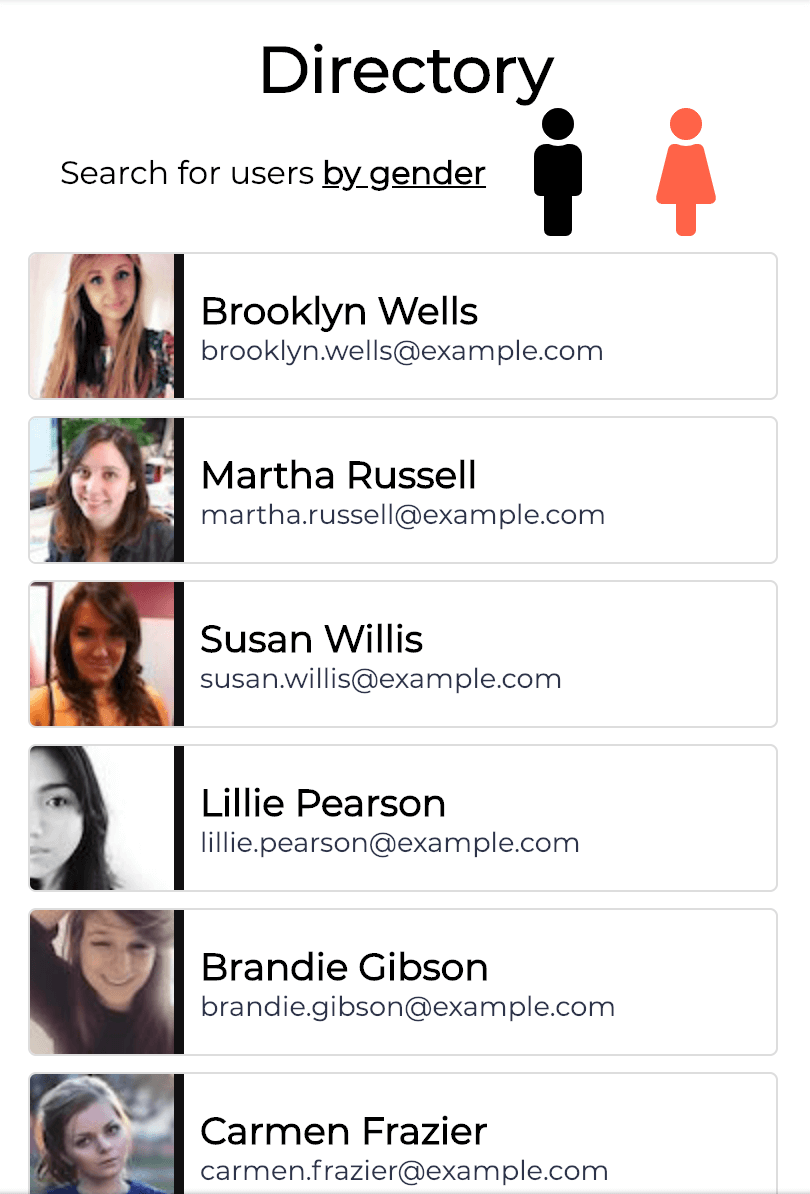 Directory
Search for users by gender
Brooklyn Wells
brooklyn.wells@example.com
Martha Russell
martha.russell@example.com
Susan Willis
susan.willis@example.com
Lillie Pearson
lillie.pearson@example.com
Brandie Gibson
brandie.gibson@example.com
Carmen Frazier
carmen.frazier@example.com